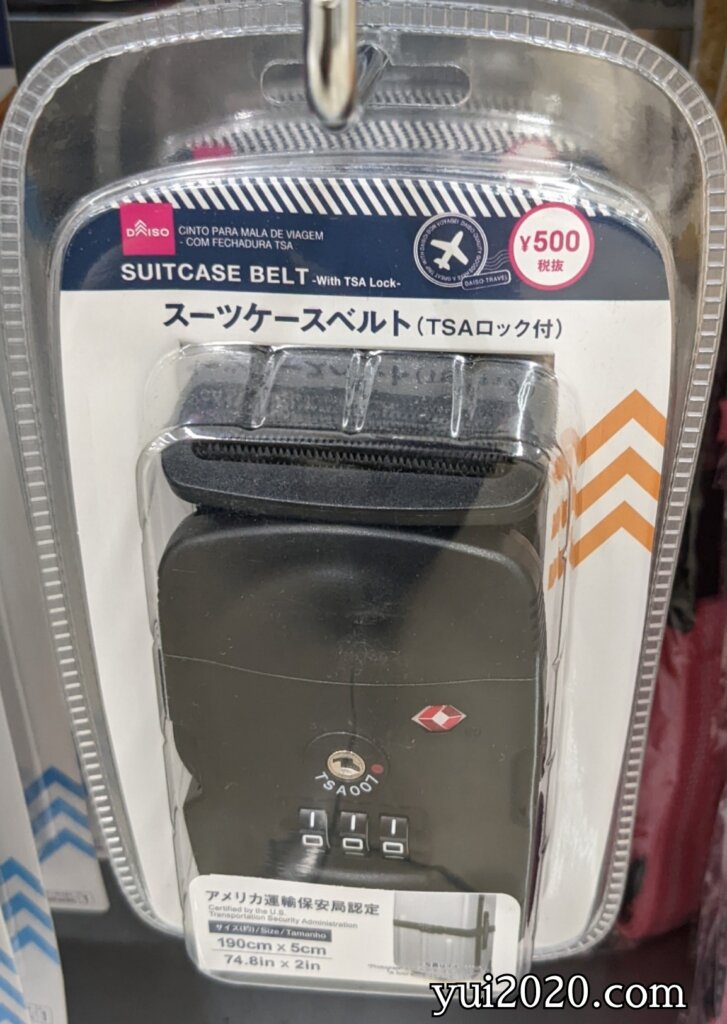 DAISO
CINTO PARA MALA DE VIAGEM
- COM FECHADURA TSA
SUITCASE BELT -With TSA Lock-
DAISO TRAVEL
¥500
税抜
スーツケースベルト(TSAロック付)
TSA007
0 0 0
アメリカ運輸保安局認定
Certified by the U.S.
Transportation Security Administration
サイズ(約)/Size/Tamanho
190cm x 5cm
74.8in x 2in
yui2020.com